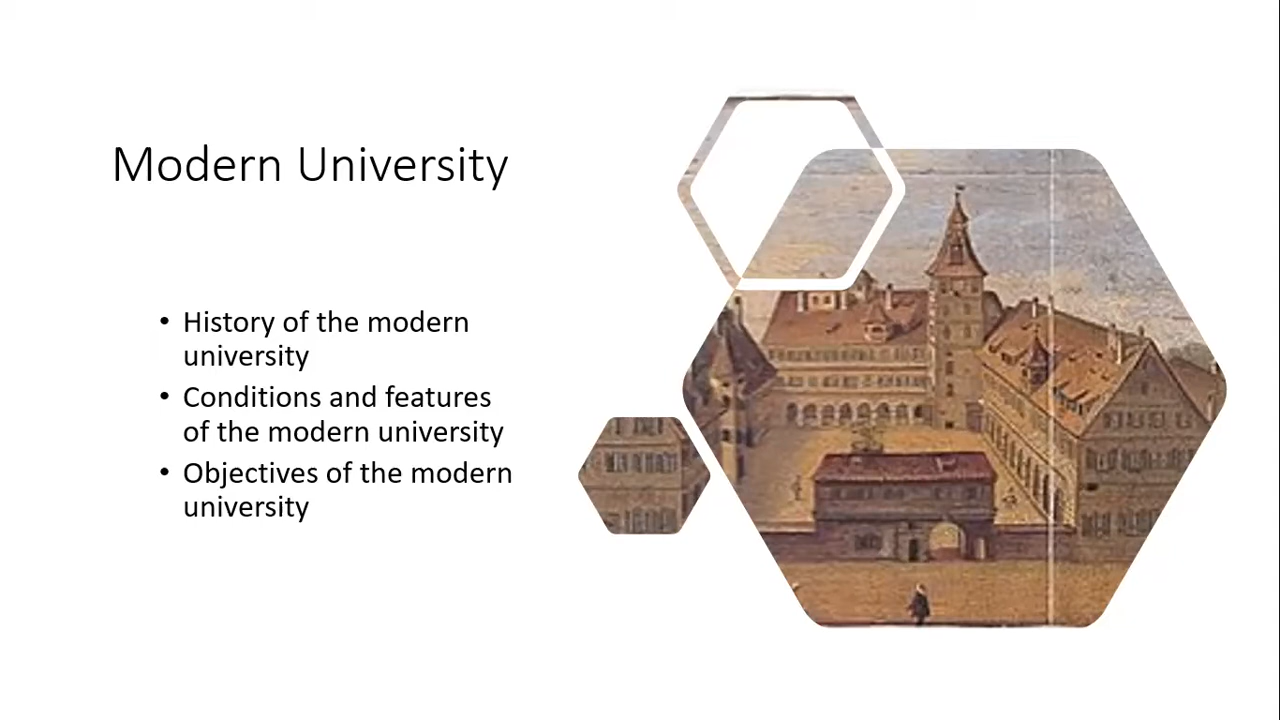 Modern University
• History of the modern
university
• Conditions and features
of the modern university
• Objectives of the modern
university